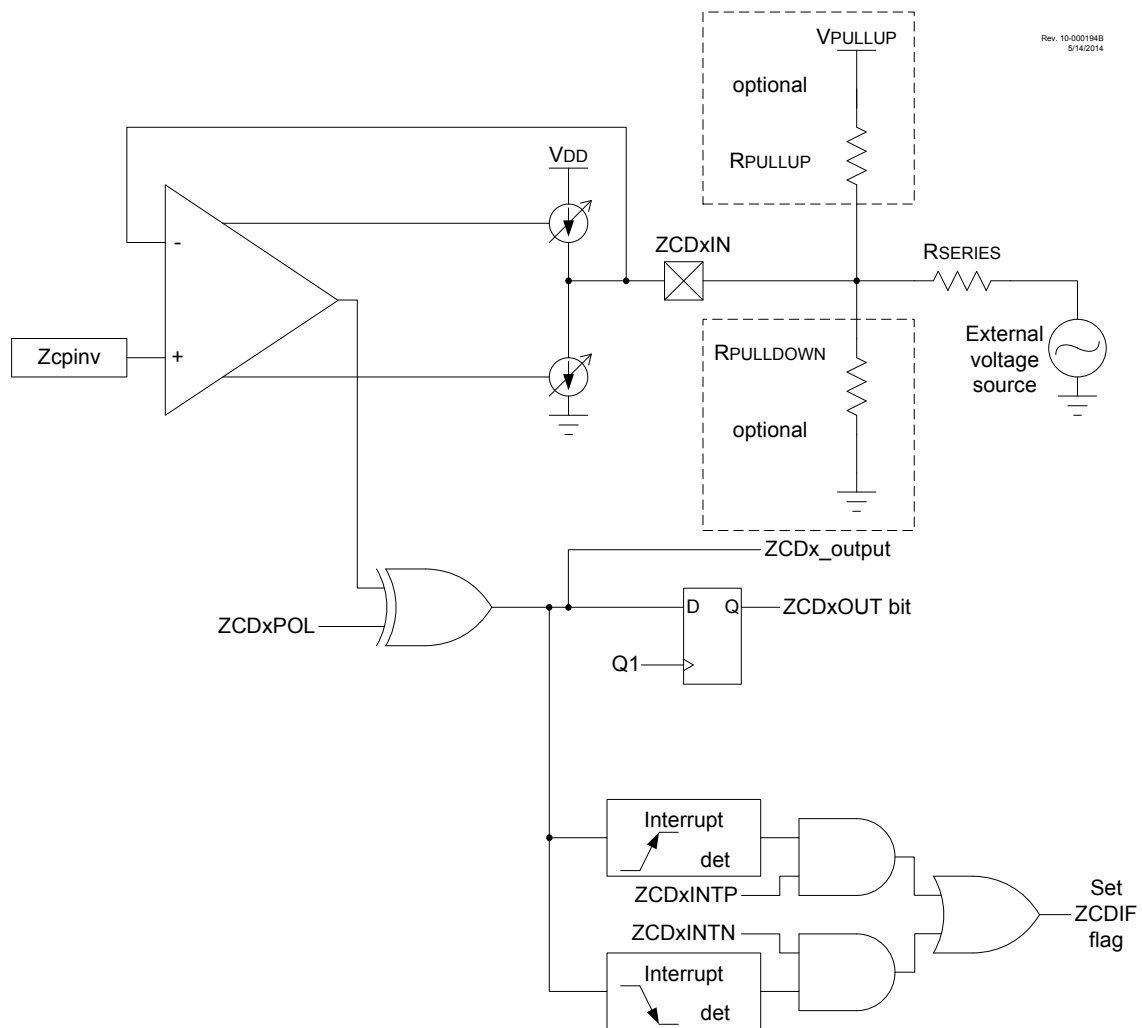 VPULLUP
Rev. 10-000194B
5/14/2014
optional
RPULLUP
VDD
-
ZCDxIN
RSERIES
Zcpinv
+
RPULLDOWN
External
voltage
source
optional
ZCDx_output
D
Q
ZCDxOUT bit
ZCDxPOL
Q1
Interrupt
det
ZCDxINTP
Set
ZCDIF
flag
ZCDxINTN
Interrupt
det